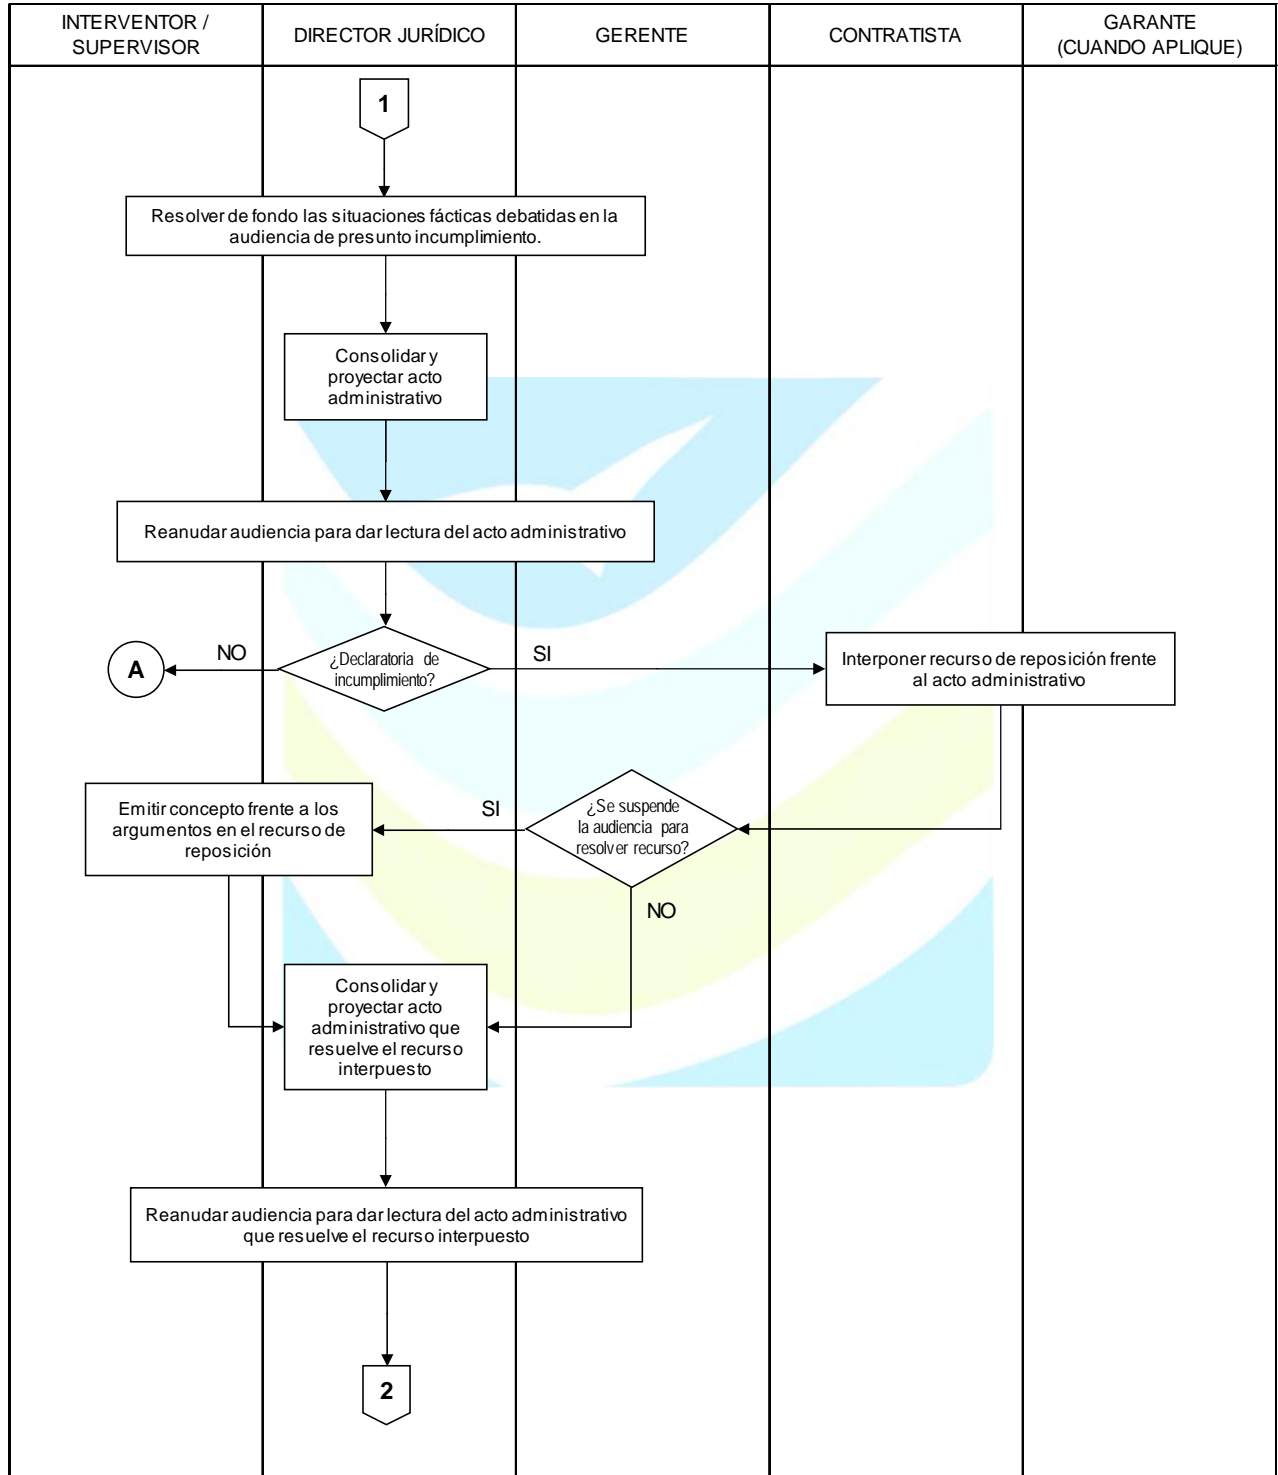 INTERVENTOR /
SUPERVISOR
DIRECTOR JURÍDICO
GERENTE
CONTRATISTA
GARANTE
(CUANDO APLIQUE)
1
Resolver de fondo las situaciones fácticas debatidas en la
audiencia de presunto incumplimiento.
Consolidar y
proyectar acto
administrativo
Reanudar audiencia para dar lectura del acto administrativo
A
NO
¿Declaratoria de
incumplimiento?
SI
Interponer recurso de reposición frente
al acto administrativo
Emitir concepto frente a los
argumentos en el recurso de
reposición
SI
¿Se suspende
la audiencia para
resolver recurso?
NO
Consolidar y
proyectar acto
administrativo que
resuelve el recurso
interpuesto
Reanudar audiencia para dar lectura del acto administrativo
que resuelve el recurso interpuesto
2